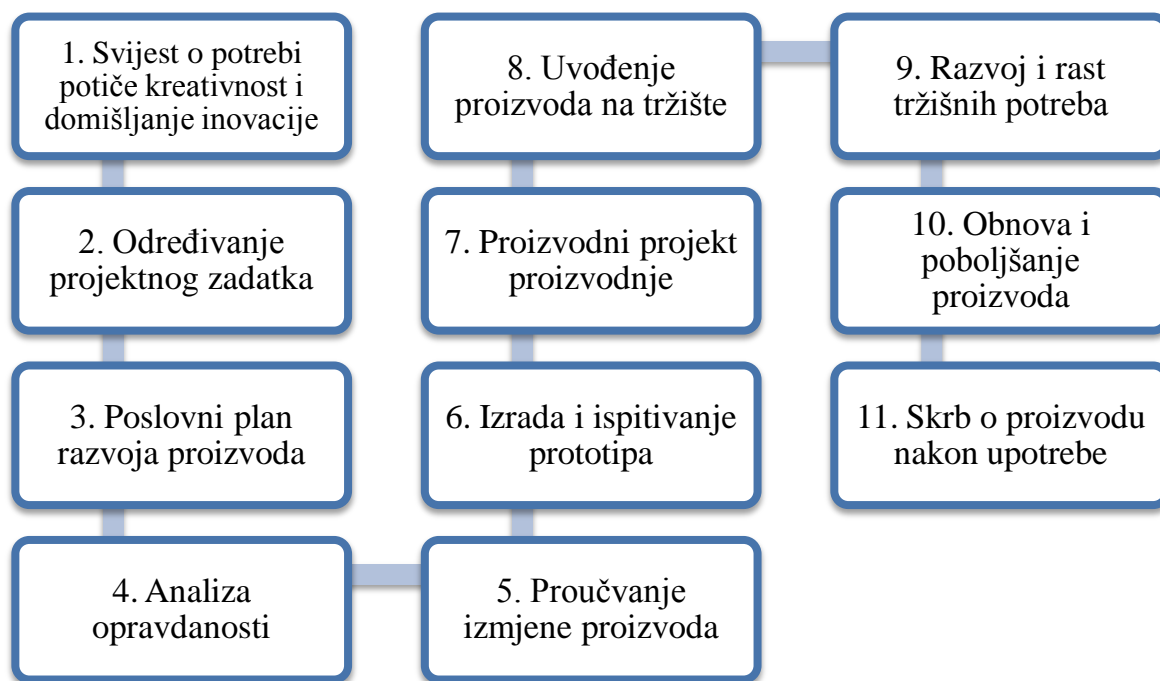 1. Svijest o potrebi
potiče kreativnost i
domišljanje inovacije
2. Određivanje
projektnog zadatka
3. Poslovni plan
razvoja proizvoda
4. Analiza
opravdanosti
5. Proučvanje
izmjene proizvoda
6. Izrada i ispitivanje
prototipa
7. Proizvodni projekt
proizvodnje
8. Uvođenje
proizvoda na tržište
9. Razvoj i rast
tržišnih potreba
10. Obnova i
poboljšanje
proizvoda
11. Skrb o proizvodu
nakon upotrebe